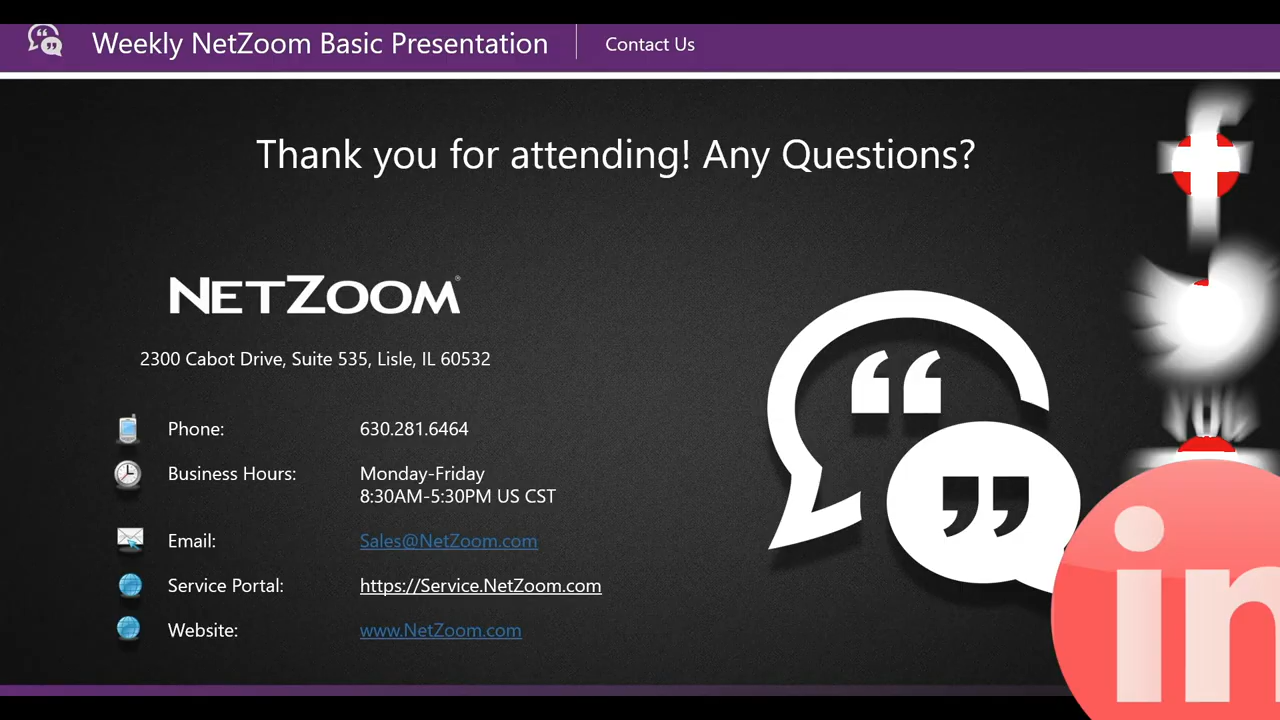 Weekly NetZoom Basic Presentation
Contact Us
Thank you for attending! Any Questions?
NETZOOM®
2300 Cabot Drive, Suite 535, Lisle, IL 60532
Phone: 630.281.6464
Business Hours: Monday-Friday
8:30AM-5:30PM US CST
Email: Sales@NetZoom.com
Service Portal: https://Service.NetZoom.com
Website: www.NetZoom.com
in